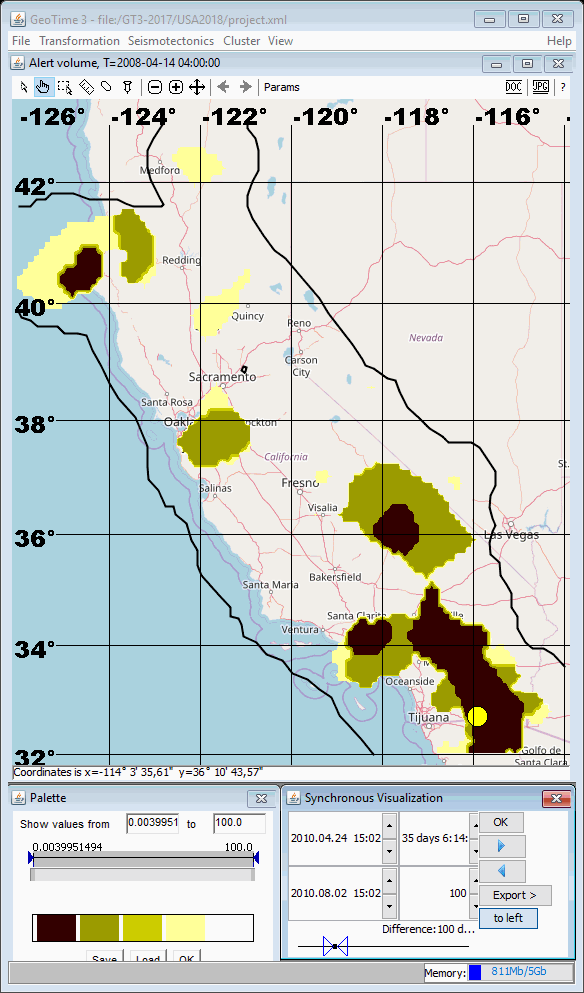 GeoTime 3 - file:/GT3-2017/USA2018/project.xml
File Transformation Seismotectonics Cluster View Help
Alert volume, T=2008-04-14 04:00:00
Params DOC JPG ?
-126° -124° -122° -120° -118° -116°
Medford
42°
Redding
40°
Quincy
Reno
Nevada
Carson
City
Sacramento
Santa Rosa
38°
California
Fresno
Salinas
Visalia
36°
Las Vegas
Bakersfield
Santa Maria
Santa Clarita
Ventura
34°
Oceanside
Tijuana
32°
Golfo de
Santa Clara
Coordinates is x=-114° 3' 35,61" y=36° 10' 43,57"
Palette
Show values from 0.0039951 to 100.0
0.0039951494 100.0
Save Load OK
Synchronous Visualization
2010.04.24 15:02 35 days 6:14: OK
2010.08.02 15:02 100
Export >
to left
Difference:100 d...
Memory: 811Mb/5Gb